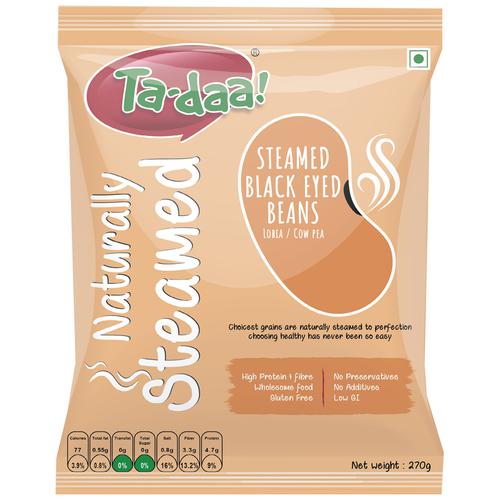 Ta-daa!
®
Naturally
Steamed
STEAMED
BLACK EYED
BEANS
LOBIA / COW PEA
Choicest grains are naturally steamed to perfection
choosing healthy has never been so easy
High Protein & fibre
Wholesome food
Gluten Free
No Preservatives
No Additives
Low GI
Calories Total fat Transfat Total Sugar Salt Fiber Protein
77 0.55g 0g 0g 0.8g 3.3g 4.7g
3.9% 0.8% 0% 0% 16% 13.2% 9%
Net weight : 270g